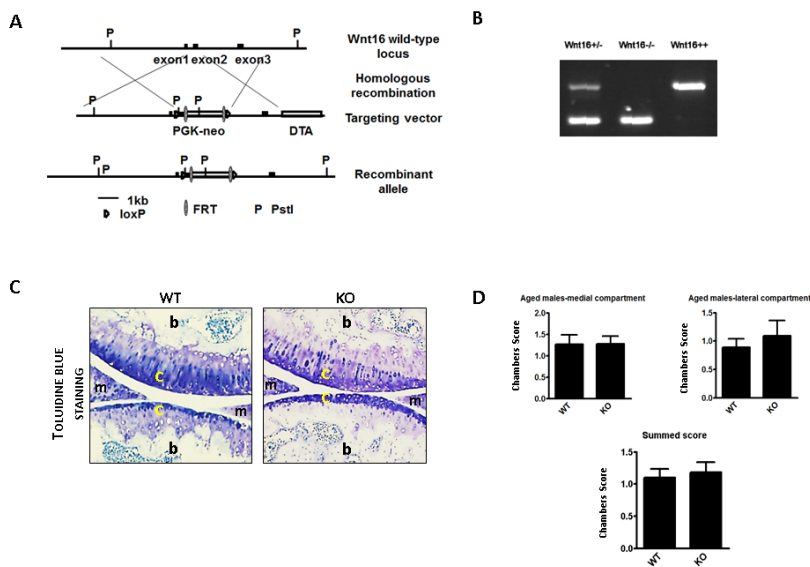 A
P
P
Wnt16 wild-type
locus
exon1 exon2 exon3
Homologous
recombination
P
P
P
Targeting vector
PGK-neo
DTA
P
P
P
P
P
Recombinant
allele
1kb
loxP
FRT
P PstI
B
Wnt16+/- Wnt16-/- Wnt16++
C
WT
KO
TOLUIDINE BLUE
STAINING
b
c
m
m
c
b
b
c
m
m
c
b
D
Aged males-medial compartment
Chambers Score
2.0
1.5
1.0
0.5
0.0
WT
KO
Aged males-lateral compartment
Chambers Score
1.5
1.0
0.5
0.0
WT
KO
Summed score
Chambers Score
1.5
1.0
0.5
0.0
WT
KO